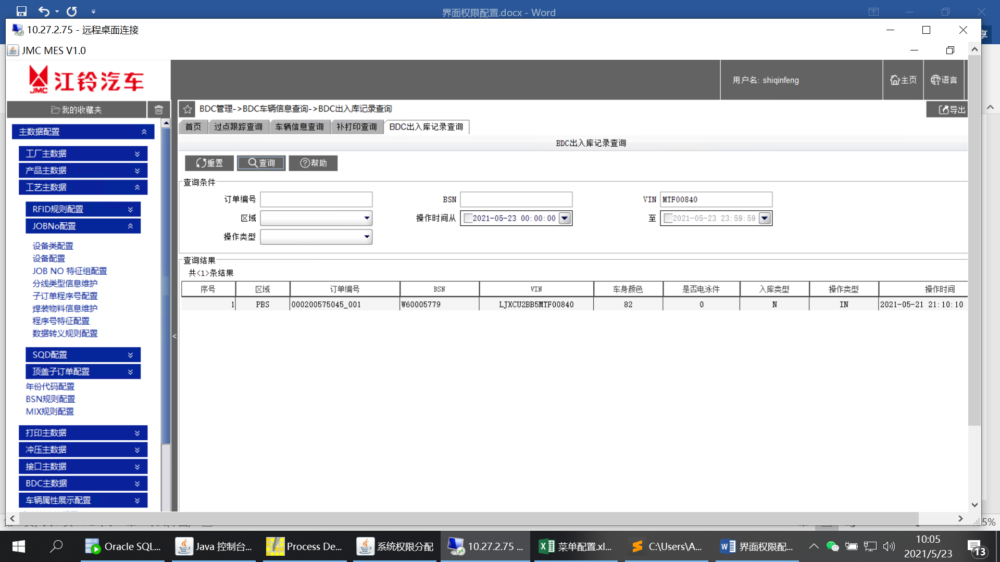 界面权限配置.docx - Word
10.27.2.75 - 远程桌面连接
享
JMC MES V1.0
JMC 江铃汽车
用户名: shiqinfeng
主页
语言
我的收藏夹
BDC管理->BDC车辆信息查询->BDC出入库记录查询
导出
首页 过点跟踪查询 车辆信息查询 补打印查询 BDC出入库记录查询
BDC出入库记录查询
重置 查询 帮助
查询条件
订单编号 BSN VIN MTF00840
区域 操作时间从 2021-05-23 00:00:00 至 2021-05-23 23:59:59
操作类型
查询结果
共<1>条结果
序号 区域 订单编号 BSN VIN 车身颜色 是否电泳件 入库类型 操作类型 操作时间
1 PBS 000200575045_001 W60005779 LJXCU2BB5MTF00840 82 0 N IN 2021-05-21 21:10:10
主数据配置
工厂主数据
产品主数据
工艺主数据
RFID规则配置
JOBNo配置
设备类配置
设备配置
JOB NO 特征组配置
分线类型信息维护
子订单程序号配置
焊装物料信息维护
程序号特征配置
数据转义规则配置
SQD配置
顶盖子订单配置
年份代码配置
BSN规则配置
MIX规则配置
打印主数据
冲压主数据
接口主数据
BDC主数据
车辆属性展示配置
<
5%
Oracle SQL...
Java 控制台...
Process De...
系统权限分配
10.27.2.75 ...
菜单配置.xl...
C:\Users\A...
界面权限配...
10:05
2021/5/23
13